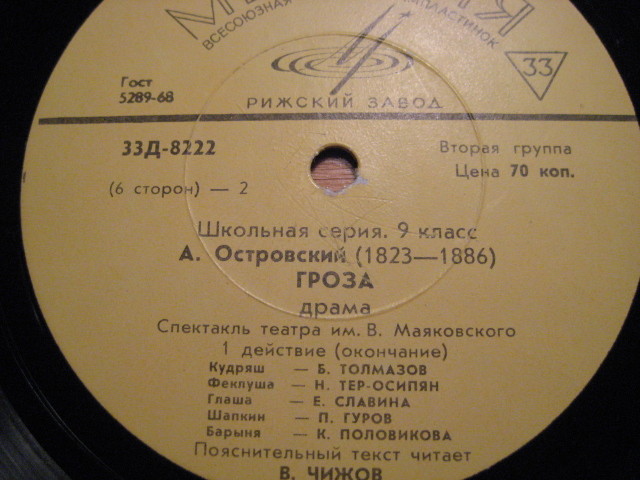 ВСЕСОЮЗНАЯ
33
Гост
5289-68
РИЖСКИЙ ЗАВОД
33Д-8222
Вторая группа
(6 сторон) — 2
Цена 70 коп.
Школьная серия. 9 класс
А. Островский (1823—1886)
ГРОЗА
драма
Спектакль театра им. В. Маяковского
1 действие (окончание)
Кудряш — Б. ТОЛМАЗОВ
Феклуша — Н. ТЕР-ОСИПЯН
Глаша — Е. СЛАВИНА
Шапкин — П. ГУРОВ
Барыня — К. ПОЛОВИКОВА
Пояснительный текст читает
В. ЧИЖОВ